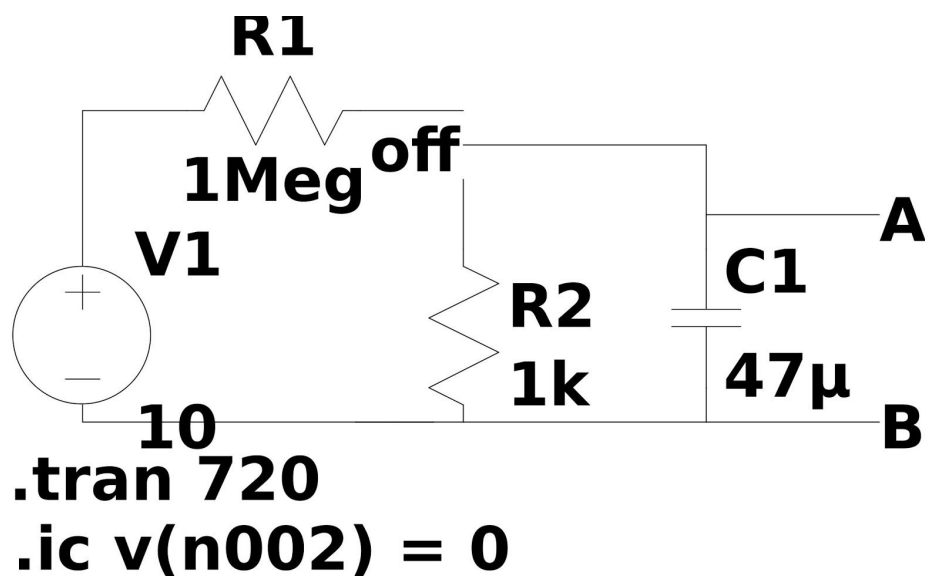 R1
1Meg
off
V1
A
C1
R2
1k
47µ
10
B
.tran 720
.ic v(n002) = 0